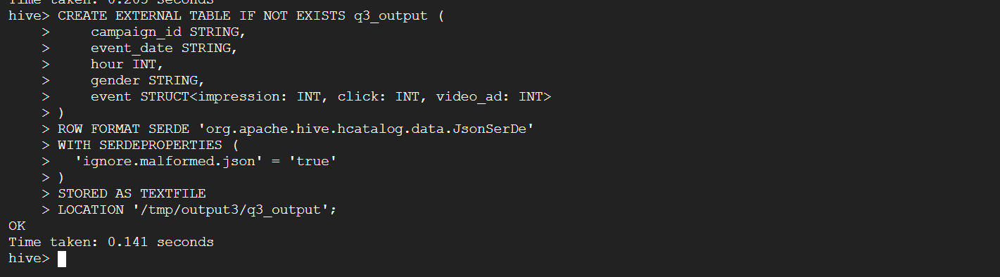 Time taken: 0.205 seconds
hive> CREATE EXTERNAL TABLE IF NOT EXISTS q3_output (
    >     campaign_id STRING,
    >     event_date STRING,
    >     hour INT,
    >     gender STRING,
    >     event STRUCT<impression: INT, click: INT, video_ad: INT>
    > )
    > ROW FORMAT SERDE 'org.apache.hive.hcatalog.data.JsonSerDe'
    > WITH SERDEPROPERTIES (
    >   'ignore.malformed.json' = 'true'
    > )
    > STORED AS TEXTFILE
    > LOCATION '/tmp/output3/q3_output';
OK
Time taken: 0.141 seconds
hive>